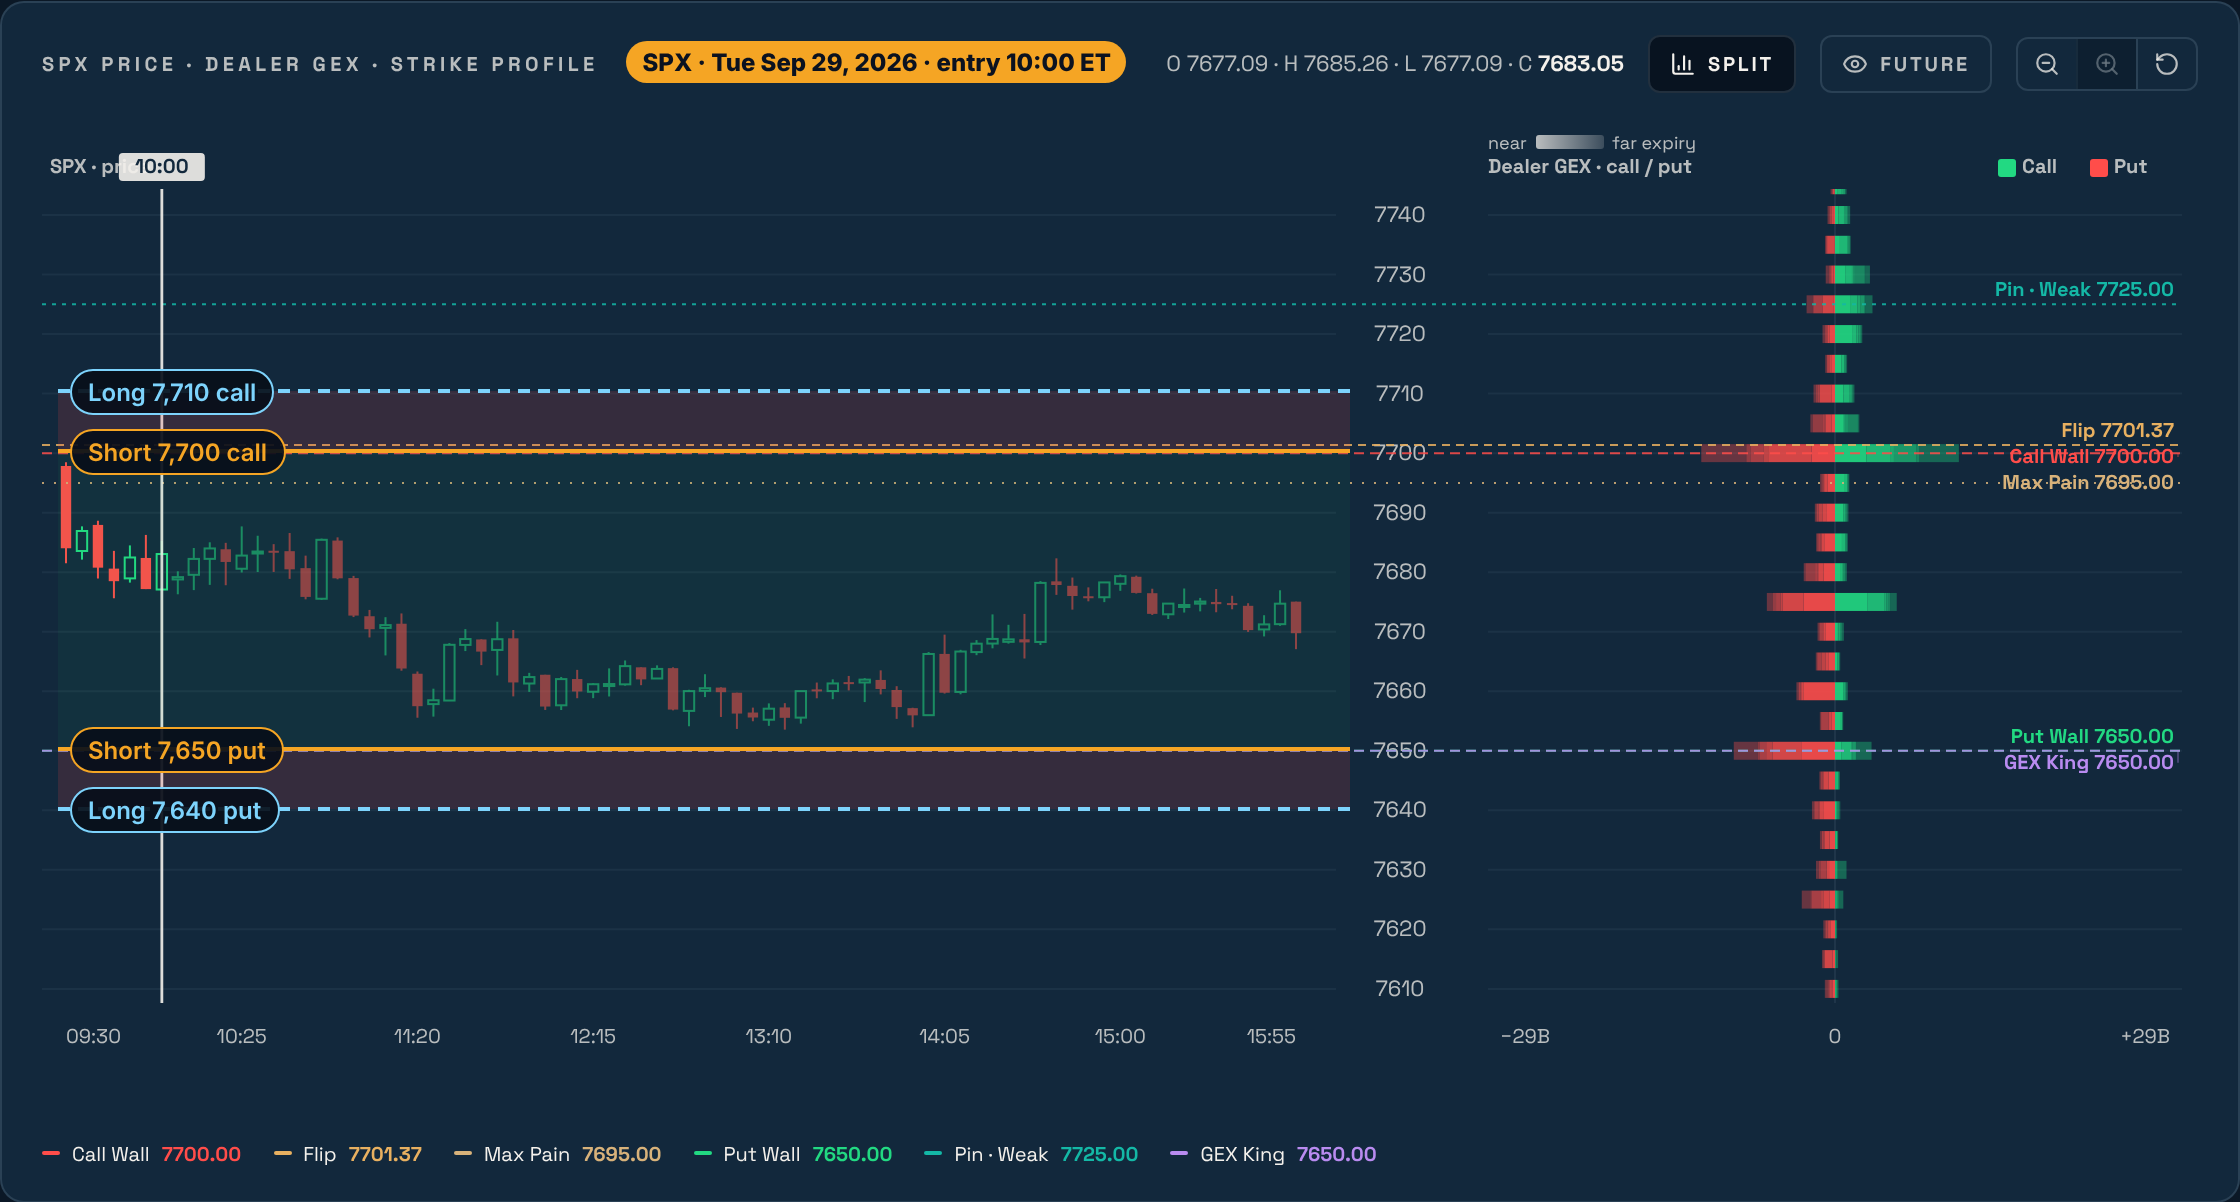 SPX PRICE · DEALER GEX · STRIKE PROFILE
SPX · Tue Sep 29, 2026 · entry 10:00 ET
O 7677.09 · H 7685.26 · L 7677.09 · C 7683.05
SPLIT
FUTURE
near far expiry
SPX ·
10:00
Dealer GEX · call / put
Call
Put
7740
7730
Pin · Weak 7725.00
7720
Long 7,710 call
7710
Flip 7701.37
Short 7,700 call
7700
Call Wall 7700.00
Max Pain 7695.00
7690
7680
7670
7660
Put Wall 7650.00
Short 7,650 put
7650
GEX King 7650.00
Long 7,640 put
7640
7630
7620
7610
09:30 10:25 11:20 12:15 13:10 14:05 15:00 15:55
-29B 0 +29B
Call Wall 7700.00 Flip 7701.37 Max Pain 7695.00 Put Wall 7650.00 Pin · Weak 7725.00 GEX King 7650.00